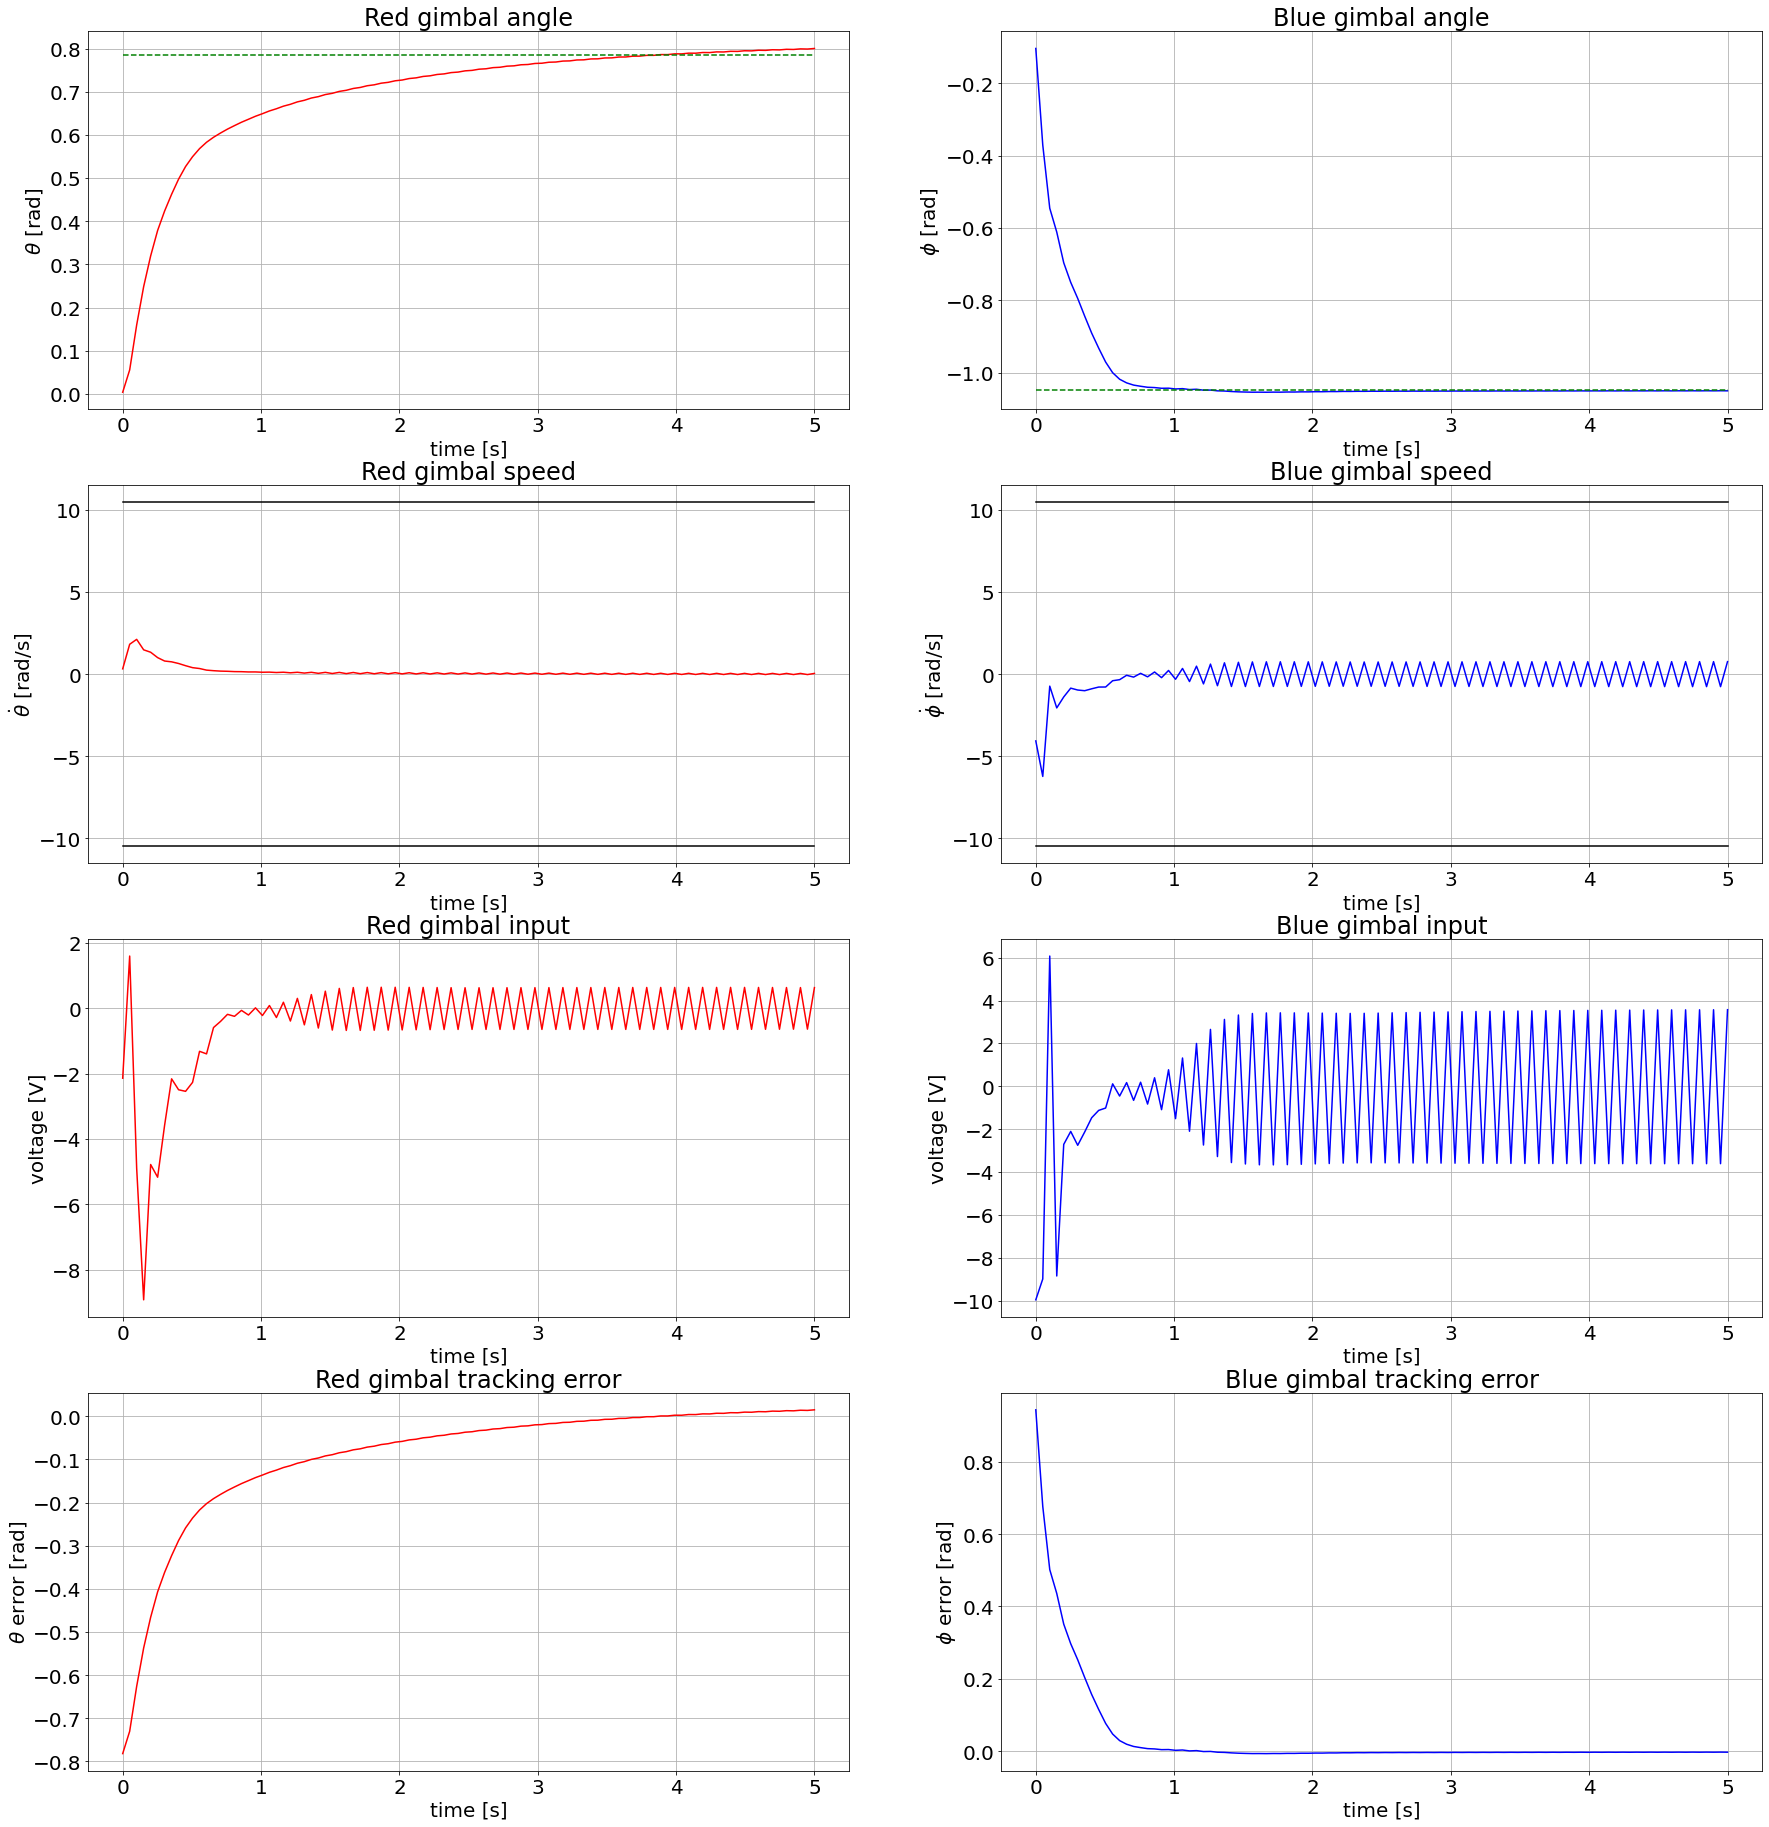 Red gimbal angle
0.8
0.7
0.6
0.5
0.4
0.3
0.2
0.1
0.0
θ [rad]
0 1 2 3 4 5
time [s]
Blue gimbal angle
−0.2
−0.4
−0.6
−0.8
−1.0
ϕ [rad]
0 1 2 3 4 5
time [s]
Red gimbal speed
10
5
0
−5
−10
θ̇ [rad/s]
0 1 2 3 4 5
time [s]
Blue gimbal speed
10
5
0
−5
−10
ϕ̇ [rad/s]
0 1 2 3 4 5
time [s]
Red gimbal input
2
0
−2
−4
−6
−8
voltage [V]
0 1 2 3 4 5
time [s]
Blue gimbal input
6
4
2
0
−2
−4
−6
−8
−10
voltage [V]
0 1 2 3 4 5
time [s]
Red gimbal tracking error
0.0
−0.1
−0.2
−0.3
−0.4
−0.5
−0.6
−0.7
−0.8
θ error [rad]
0 1 2 3 4 5
time [s]
Blue gimbal tracking error
0.8
0.6
0.4
0.2
0.0
ϕ error [rad]
0 1 2 3 4 5
time [s]